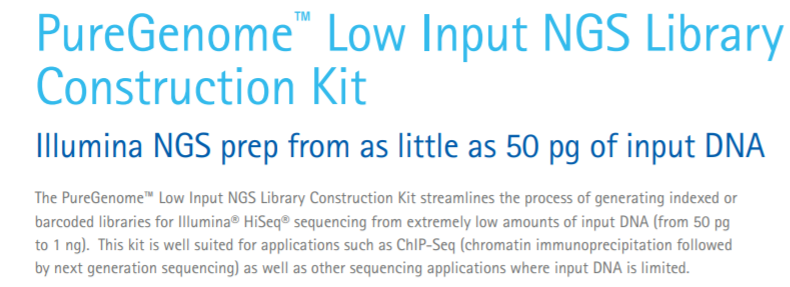 PureGenome™ Low Input NGS Library
Construction Kit
Illumina NGS prep from as little as 50 pg of input DNA
The PureGenome™ Low Input NGS Library Construction Kit streamlines the process of generating indexed or
barcoded libraries for Illumina® HiSeq® sequencing from extremely low amounts of input DNA (from 50 pg
to 1 ng).  This kit is well suited for applications such as ChIP-Seq (chromatin immunoprecipitation followed
by next generation sequencing) as well as other sequencing applications where input DNA is limited.